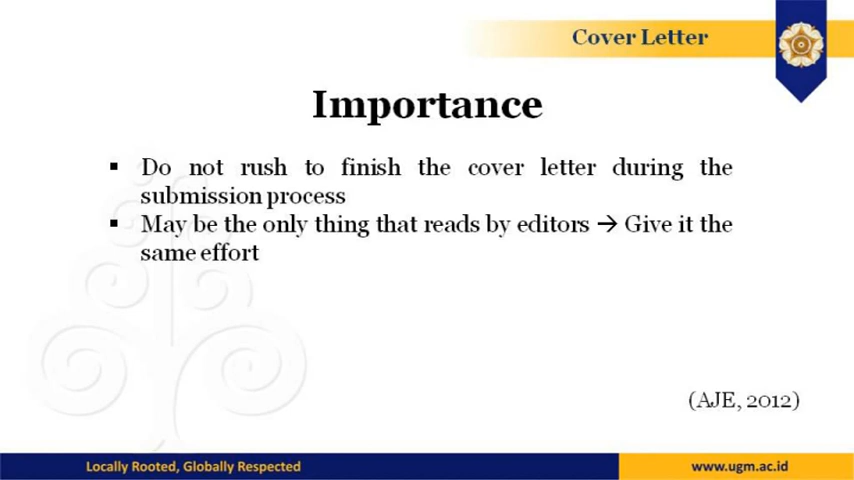 Cover Letter
Importance
▪ Do not rush to finish the cover letter during the
submission process
▪ May be the only thing that reads by editors → Give it the
same effort
(AJE, 2012)
Locally Rooted, Globally Respected
www.ugm.ac.id